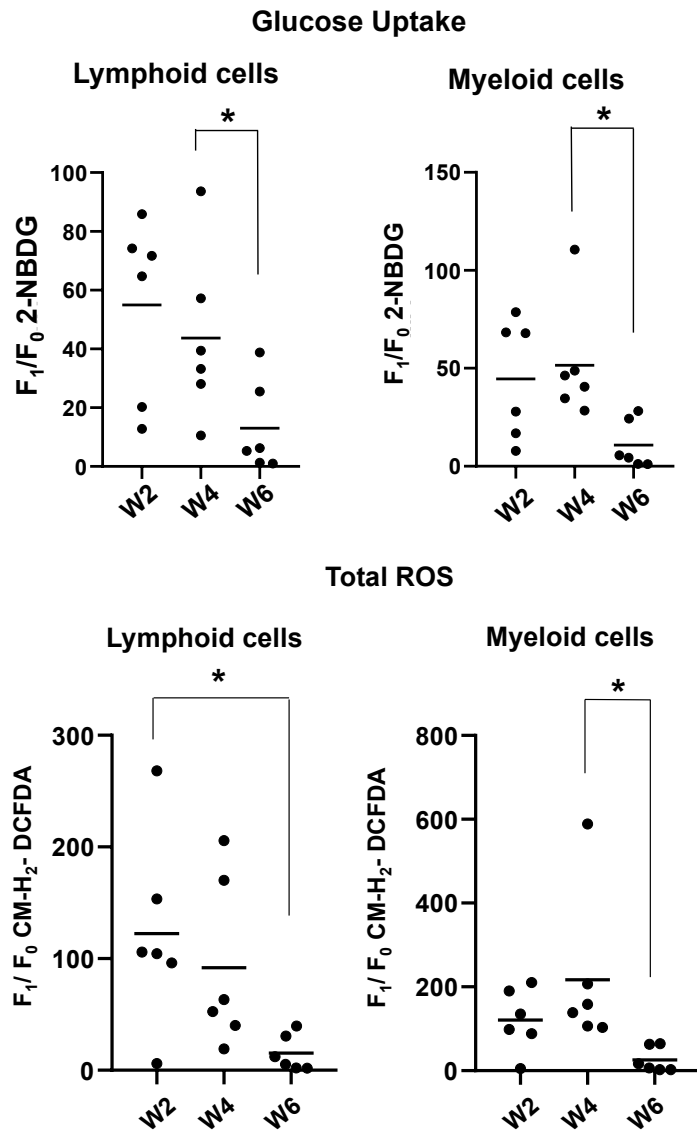 Glucose Uptake
Lymphoid cells
Myeloid cells
*
*
F₁/F₀ 2-NBDG
100
80
60
40
20
0
W2
W4
W6
F₁/F₀ 2-NBDG
150
100
50
0
W2
W4
W6
Total ROS
Lymphoid cells
Myeloid cells
*
*
F₁/ F₀ CM-H₂- DCFDA
300
200
100
0
W2
W4
W6
F₁/ F₀ CM-H₂- DCFDA
800
600
400
200
0
W2
W4
W6